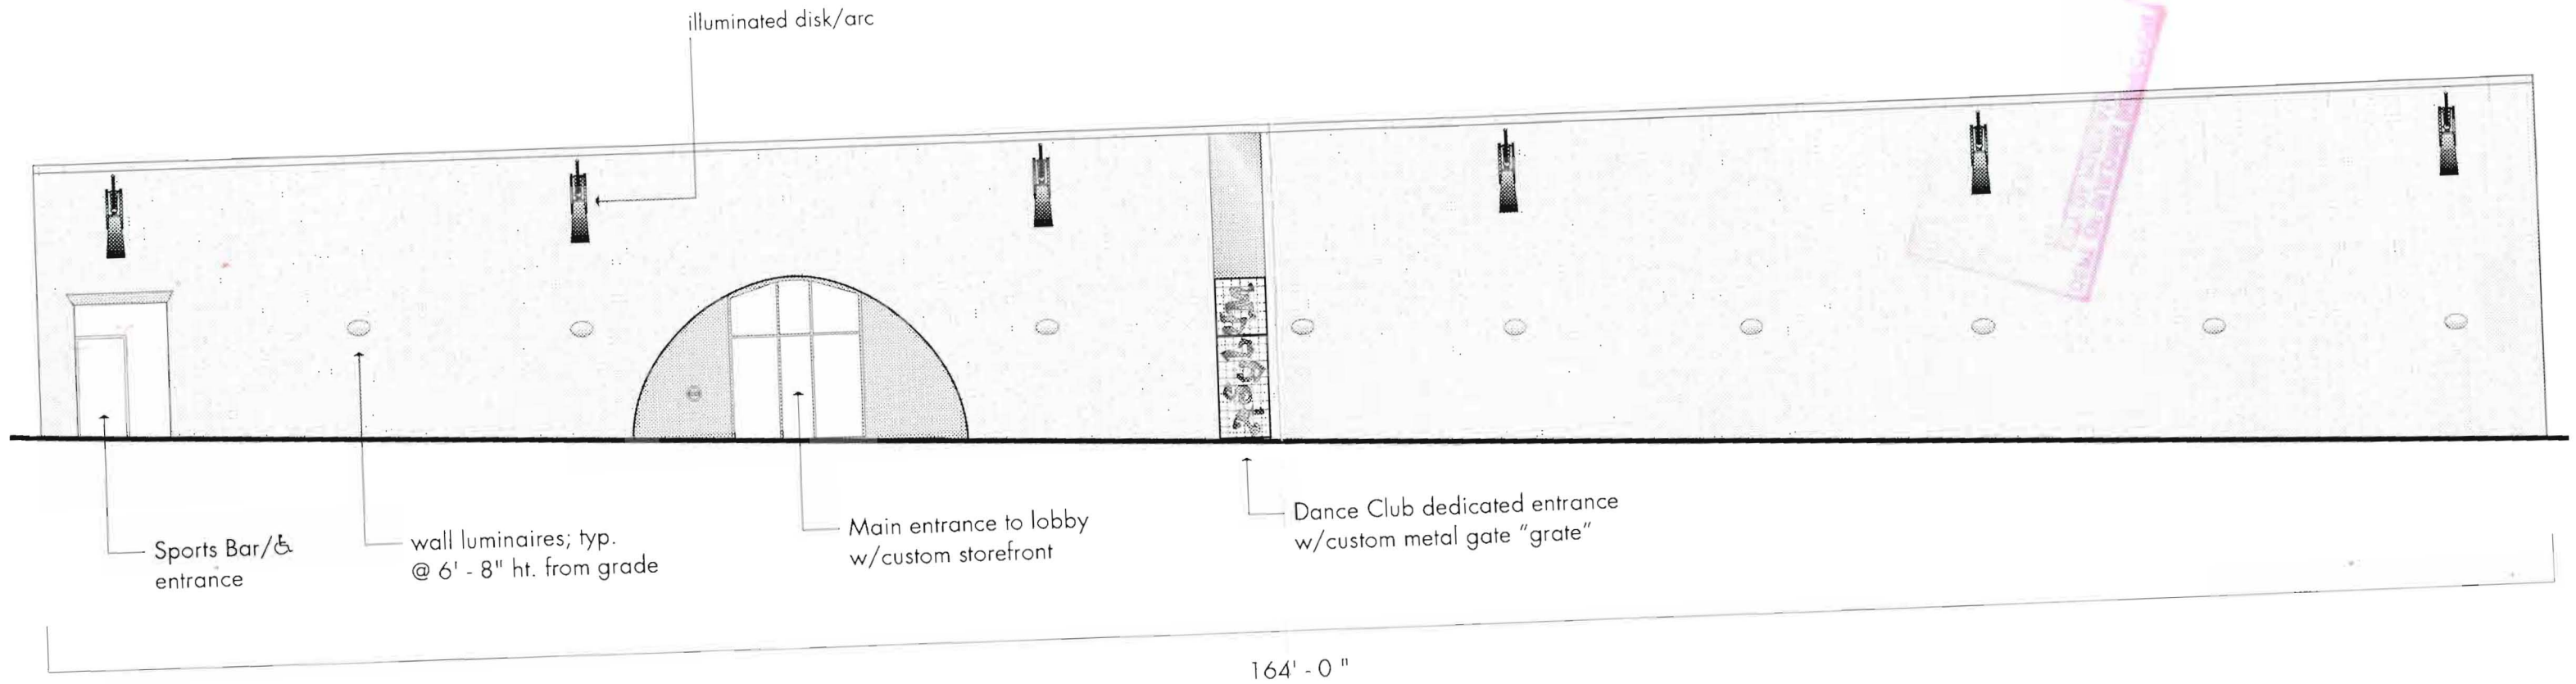 illuminated disk/arc
Sports Bar/♿
entrance
wall luminaires; typ.
@ 6' - 8" ht. from grade
Main entrance to lobby
w/custom storefront
Dance Club dedicated entrance
w/custom metal gate "grate"
164' - 0 "